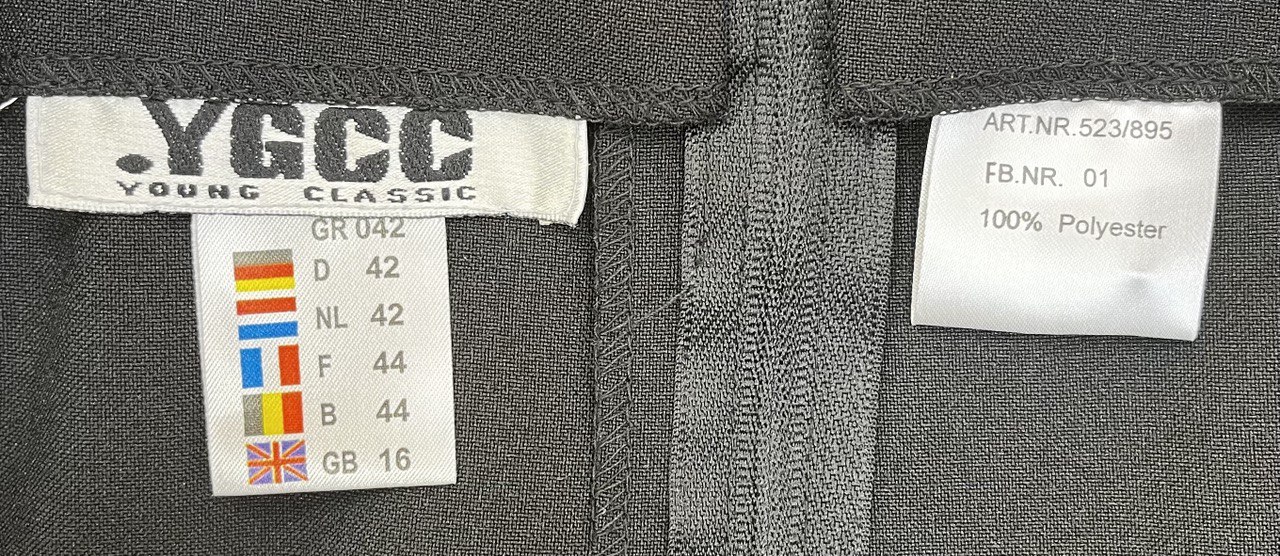 .YGCC
YOUNG CLASSIC
GR 042
D 42
NL 42
F 44
B 44
GB 16
ART.NR.523/895
FB.NR. 01
100% Polyester